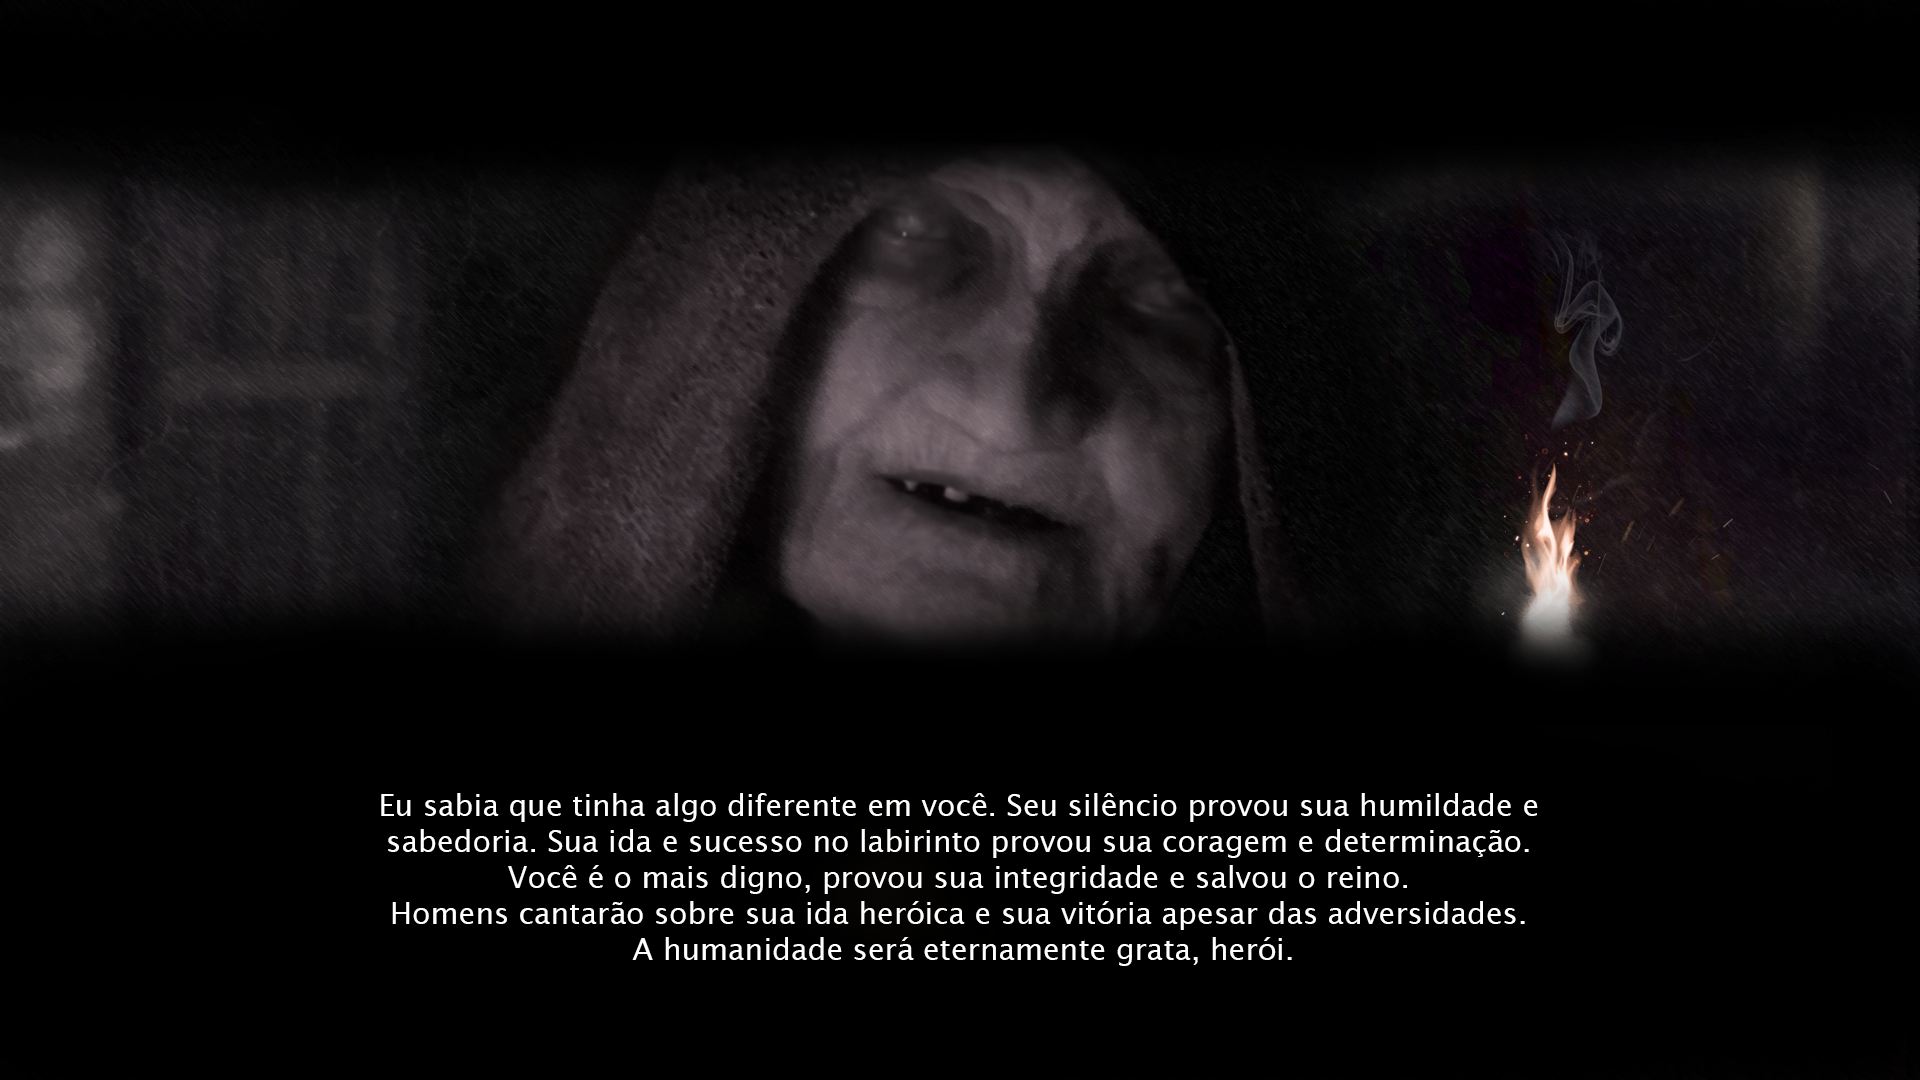 Eu sabia que tinha algo diferente em você. Seu silêncio provou sua humildade e
sabedoria. Sua ida e sucesso no labirinto provou sua coragem e determinação.
Você é o mais digno, provou sua integridade e salvou o reino.
Homens cantarão sobre sua ida heróica e sua vitória apesar das adversidades.
A humanidade será eternamente grata, herói.